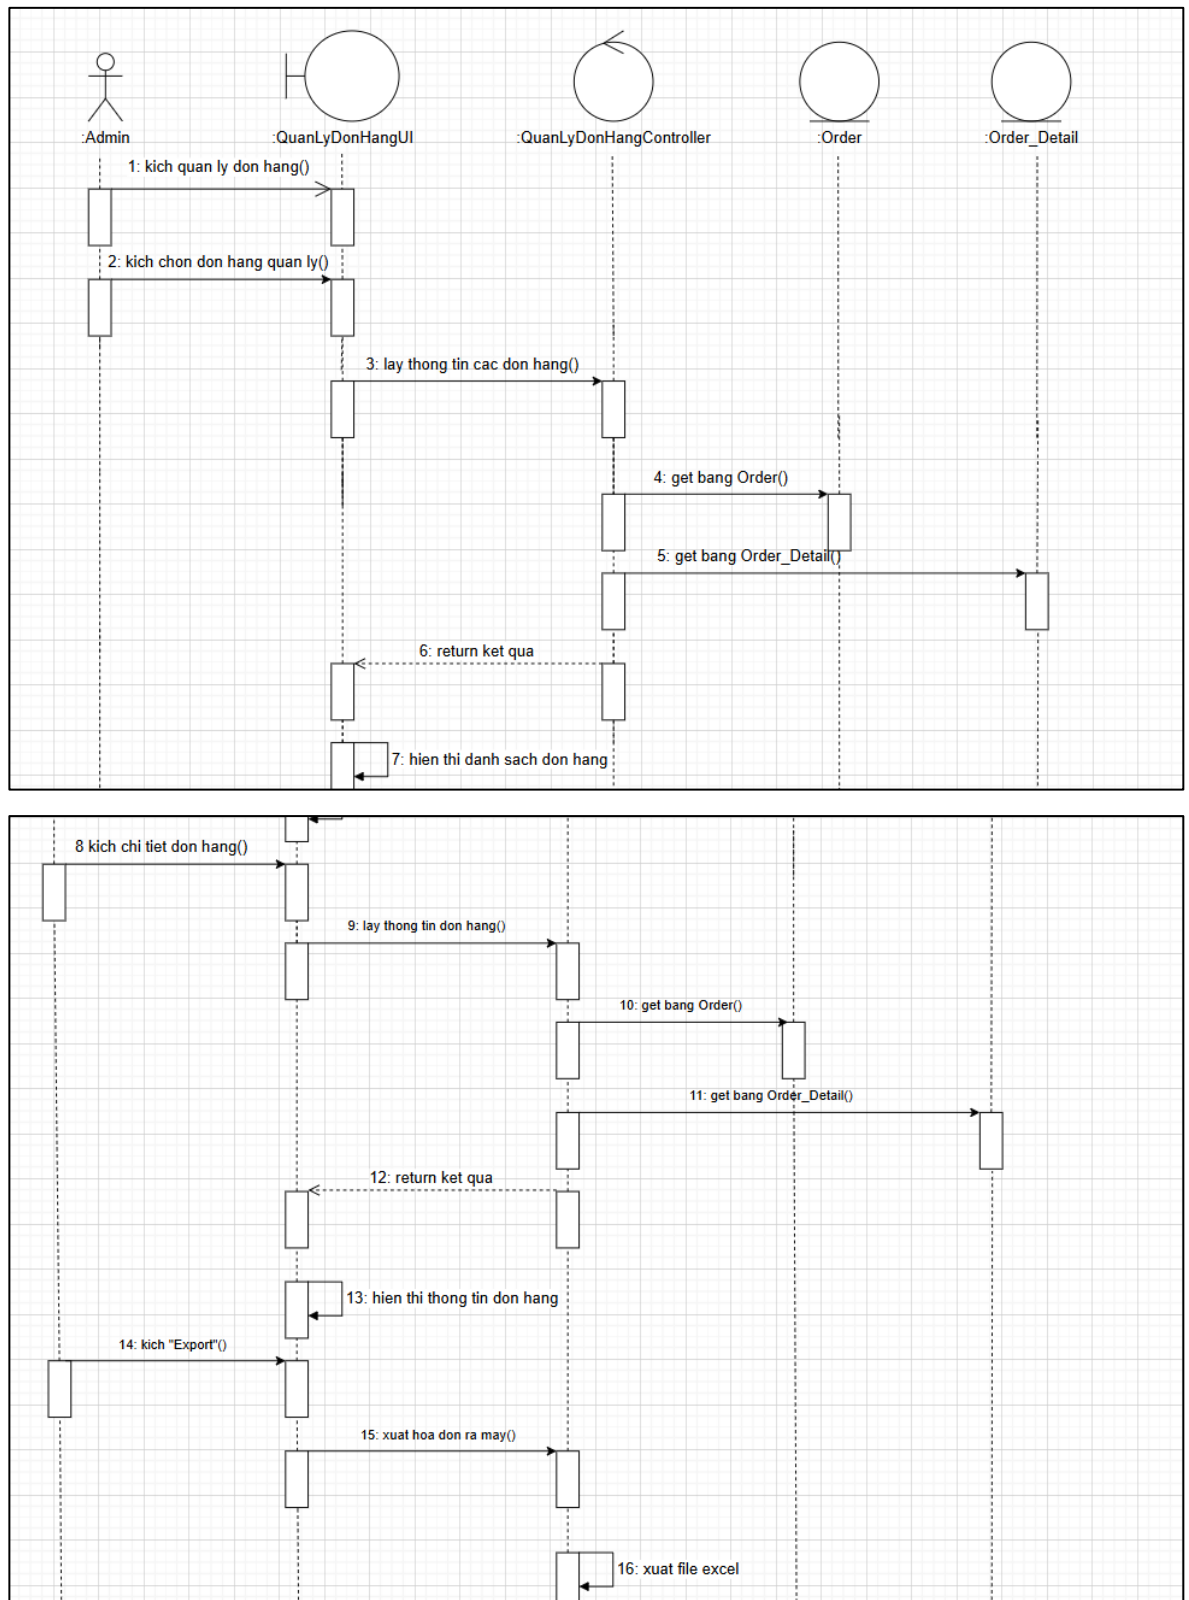 :Admin
:QuanLyDonHangUI
:QuanLyDonHangController
:Order
:Order_Detail
1: kich quan ly don hang()
2: kich chon don hang quan ly()
3: lay thong tin cac don hang()
4: get bang Order()
5: get bang Order_Detail()
6: return ket qua
7: hien thi danh sach don hang
8 kich chi tiet don hang()
9: lay thong tin don hang()
10: get bang Order()
11: get bang Order_Detail()
12: return ket qua
13: hien thi thong tin don hang
14: kich "Export"()
15: xuat hoa don ra may()
16: xuat file excel